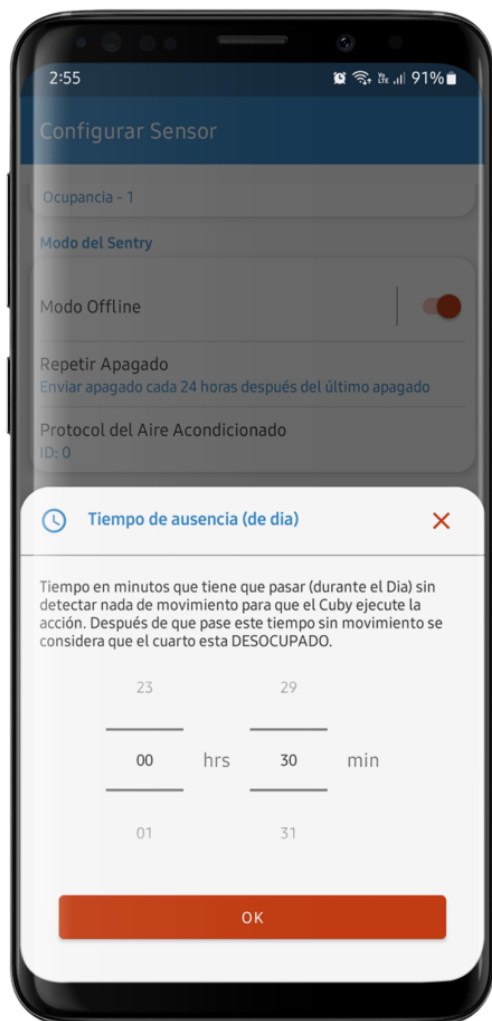 2:55
Vo
LTE
91%
Configurar Sensor
Ocupancia - 1
Modo del Sentry
Modo Offline
Repetir Apagado
Enviar apagado cada 24 horas después del último apagado
Protocol del Aire Acondicionado
ID: 0
Tiempo de ausencia (de dia)
Tiempo en minutos que tiene que pasar (durante el Dia) sin
detectar nada de movimiento para que el Cuby ejecute la
acción. Después de que pase este tiempo sin movimiento se
considera que el cuarto esta DESOCUPADO.
23 29
00 hrs 30 min
01 31
OK